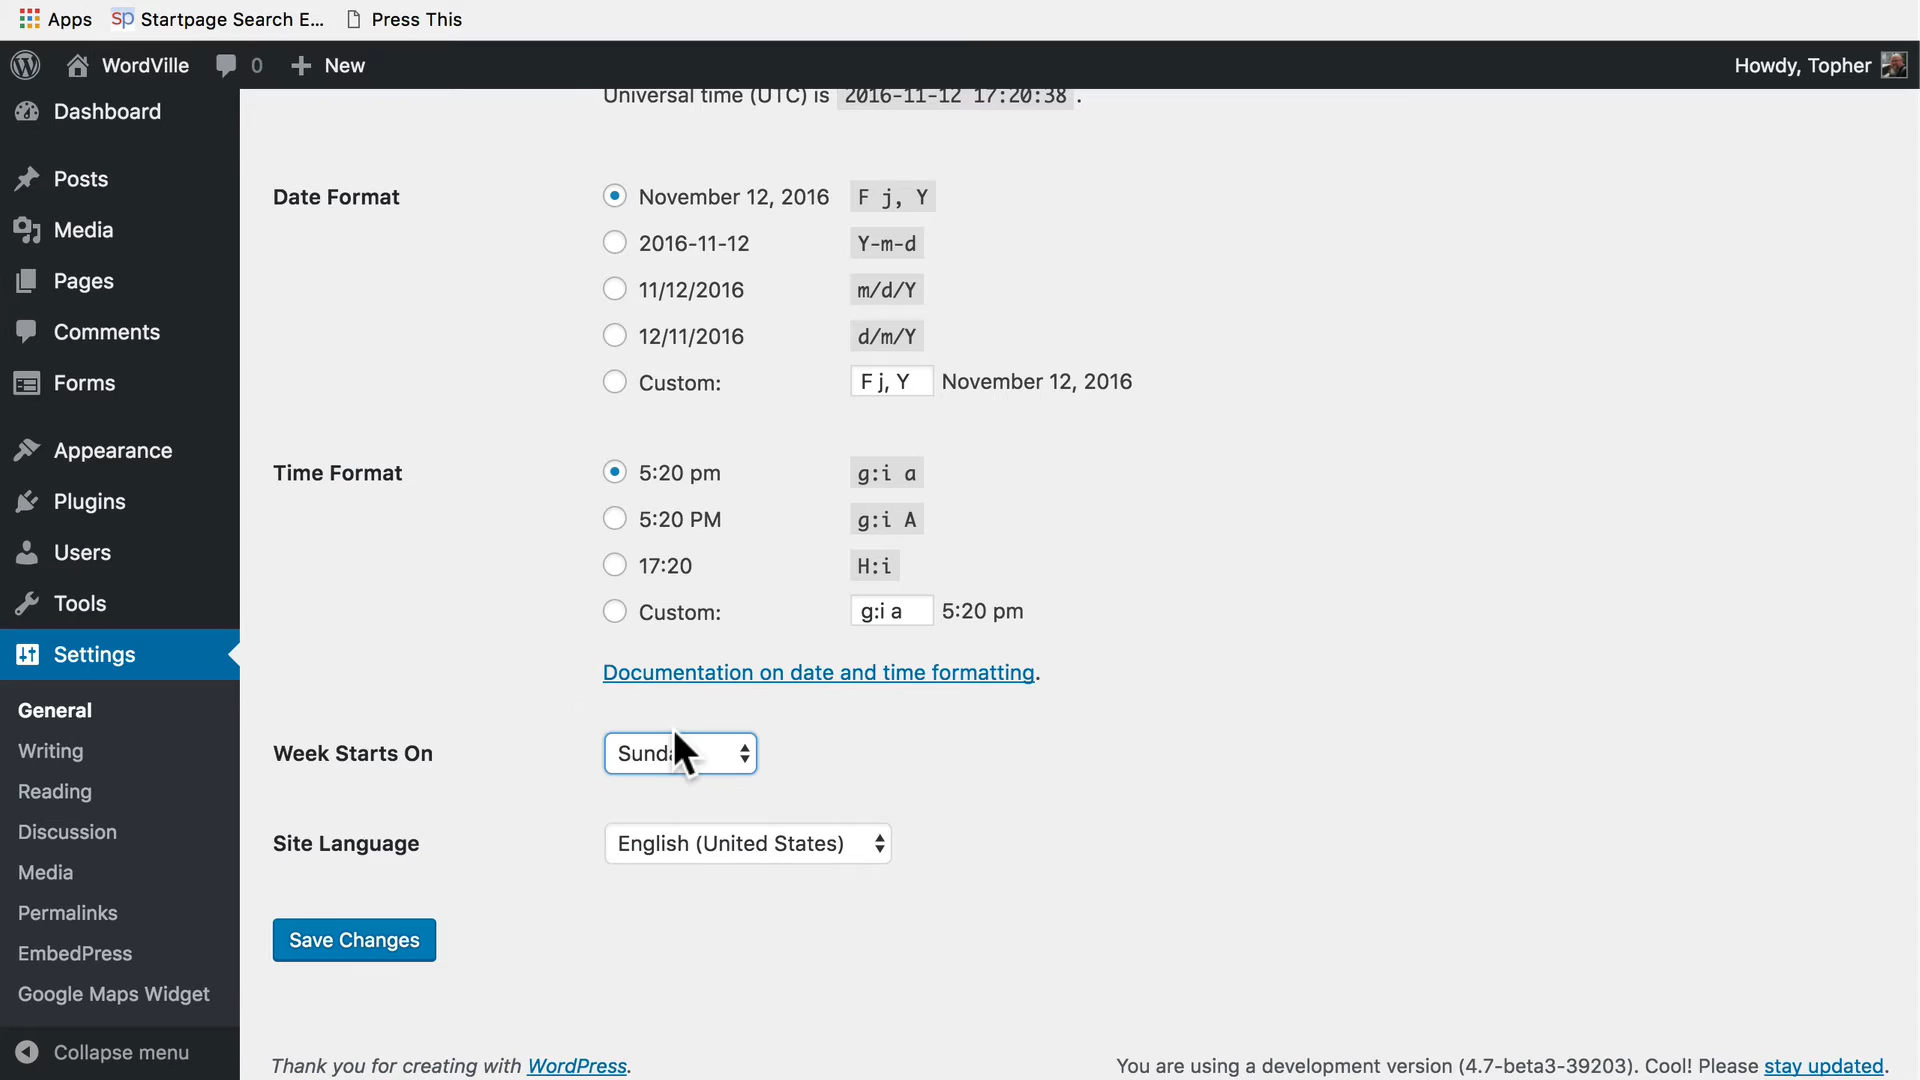 Apps Startpage Search E... Press This
WordVille 0 New Howdy, Topher
Dashboard
Posts
Media
Pages
Comments
Forms
Appearance
Plugins
Users
Tools
Settings
General
Writing
Reading
Discussion
Media
Permalinks
EmbedPress
Google Maps Widget
Collapse menu
Universal time (UTC) is 2016-11-12 17:20:38 .
Date Format
November 12, 2016 F j, Y
2016-11-12 Y-m-d
11/12/2016 m/d/Y
12/11/2016 d/m/Y
Custom: F j, Y November 12, 2016
Time Format
5:20 pm g:i a
5:20 PM g:i A
17:20 H:i
Custom: g:i a 5:20 pm
Documentation on date and time formatting.
Week Starts On
Site Language English (United States)
Save Changes
Thank you for creating with WordPress.
You are using a development version (4.7-beta3-39203). Cool! Please stay updated.